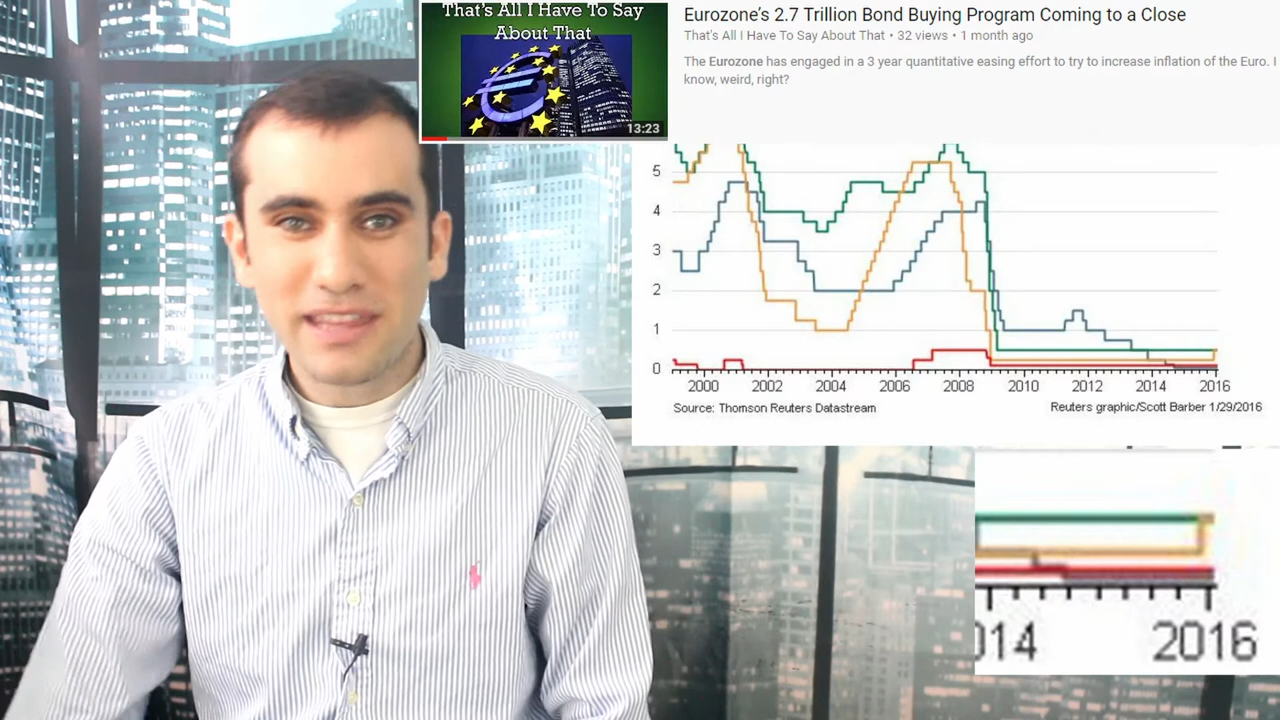 That's All I Have To Say
About That
13:23
Eurozone's 2.7 Trillion Bond Buying Program Coming to a Close
That's All I Have To Say About That • 32 views • 1 month ago
The Eurozone has engaged in a 3 year quantitative easing effort to try to increase inflation of the Euro. I
know, weird, right?
5
4
3
2
1
0
2000 2002 2004 2006 2008 2010 2012 2014 2016
Source: Thomson Reuters Datastream
Reuters graphic/Scott Barber 1/29/2016
014 2016